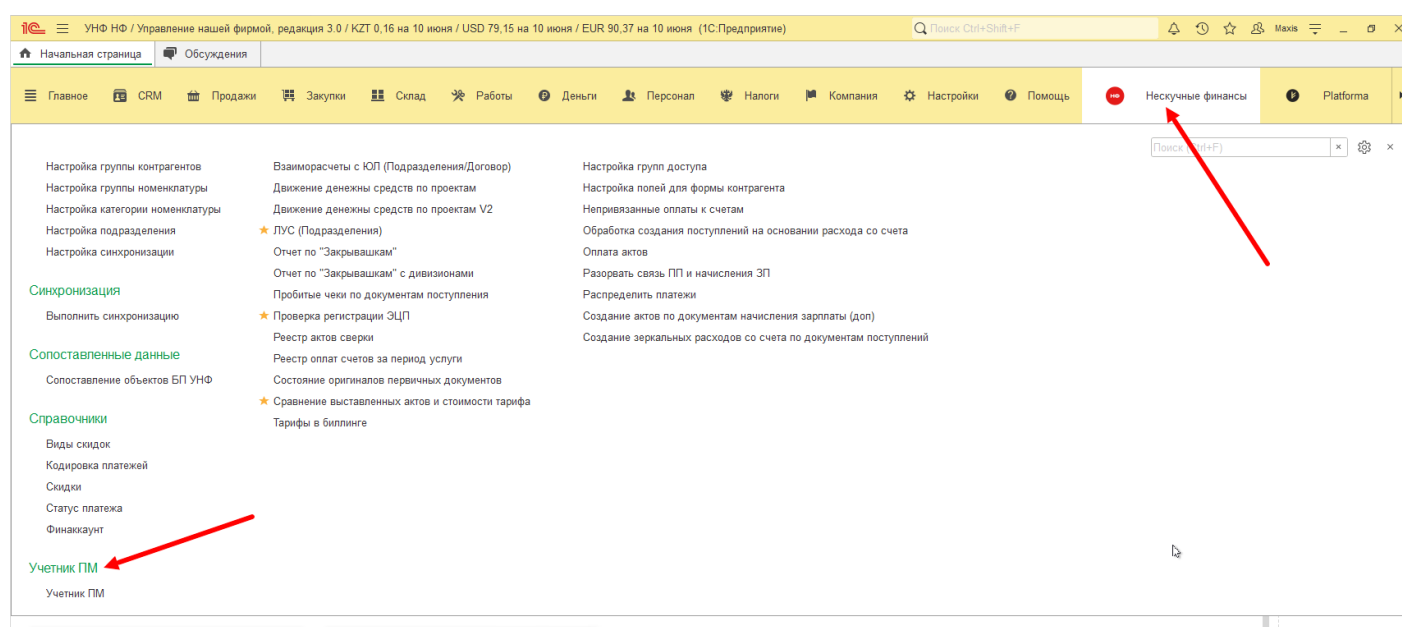 УНФ НФ / Управление нашей фирмой, редакция 3.0 / KZT 0,16 на 10 июня / USD 79,15 на 10 июня / EUR 90,37 на 10 июня (1С:Предприятие)
Поиск Ctrl+Shift+F
Maxis
Начальная страница
Обсуждения
Главное
CRM
Продажи
Закупки
Склад
Работы
Деньги
Персонал
Налоги
Компания
Настройки
Помощь
Нескучные финансы
Platforma
Поиск (Ctrl+F)
Настройка группы контрагентов
Настройка группы номенклатуры
Настройка категории номенклатуры
Настройка подразделения
Настройка синхронизации
Синхронизация
Выполнить синхронизацию
Сопоставленные данные
Сопоставление объектов БП УНФ
Справочники
Виды скидок
Кодировка платежей
Скидки
Статус платежа
Финаккаунт
Учетник ПМ
Учетник ПМ
Взаиморасчеты с ЮЛ (Подразделения/Договор)
Движение денежны средств по проектам
Движение денежны средств по проектам V2
ЛУС (Подразделения)
Отчет по "Закрывашкам"
Отчет по "Закрывашкам" с дивизионами
Пробитые чеки по документам поступления
Проверка регистрации ЭЦП
Реестр актов сверки
Реестр оплат счетов за период услуги
Состояние оригиналов первичных документов
Сравнение выставленных актов и стоимости тарифа
Тарифы в биллинге
Настройка групп доступа
Настройка полей для формы контрагента
Непривязанные оплаты к счетам
Обработка создания поступлений на основании расхода со счета
Оплата актов
Разорвать связь ПП и начисления ЗП
Распределить платежи
Создание актов по документам начисления зарплаты (доп)
Создание зеркальных расходов со счета по документам поступлений